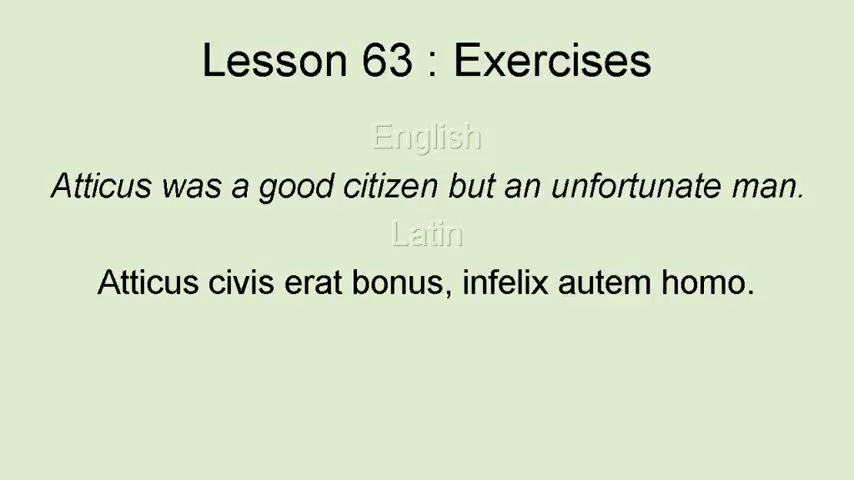 Lesson 63 : Exercises
English
Atticus was a good citizen but an unfortunate man.
Latin
Atticus civis erat bonus, infelix autem homo.